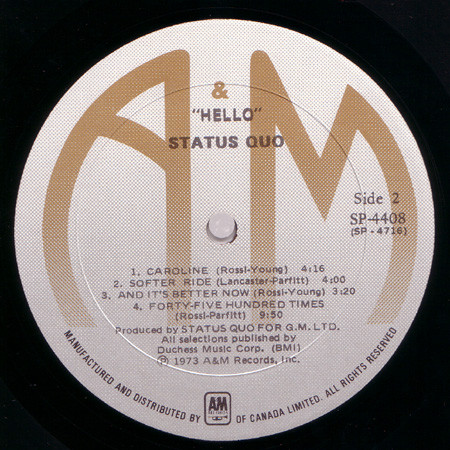 A & M
"HELLO"
STATUS QUO
Side 2
SP-4408
(SP - 4716)
1. CAROLINE (Rossi-Young) 4:16
2. SOFTER RIDE (Lancaster-Parfitt) 4:00
3. AND IT'S BETTER NOW (Rossi-Young) 3:20
4. FORTY-FIVE HUNDRED TIMES
(Rossi-Parfitt) 9:50
Produced by STATUS QUO FOR G.M. LTD.
All selections published by
Duchess Music Corp. (BMI)
℗ 1973 A&M Records, Inc.
MANUFACTURED AND DISTRIBUTED BY A&M RECORDS OF CANADA LIMITED. ALL RIGHTS RESERVED